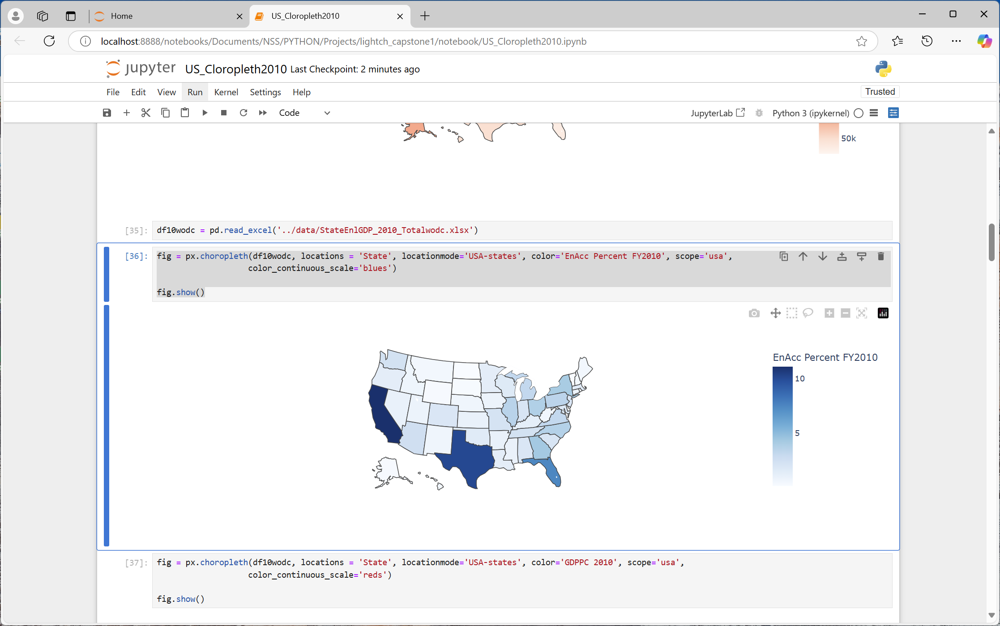 Home
US_Cloropleth2010
localhost:8888/notebooks/Documents/NSS/PYTHON/Projects/lightch_capstone1/notebook/US_Cloropleth2010.ipynb
jupyter US_Cloropleth2010 Last Checkpoint: 2 minutes ago
File Edit View Run Kernel Settings Help Trusted
Code JupyterLab Python 3 (ipykernel)
50k
[35]: df10wodc = pd.read_excel('../data/StateEnlGDP_2010_Totalwodc.xlsx')
[36]: fig = px.choropleth(df10wodc, locations = 'State', locationmode='USA-states', color='EnAcc Percent FY2010', scope='usa',
color_continuous_scale='blues')
fig.show()
EnAcc Percent FY2010
10
5
[37]: fig = px.choropleth(df10wodc, locations = 'State', locationmode='USA-states', color='GDPPC 2010', scope='usa',
color_continuous_scale='reds')
fig.show()